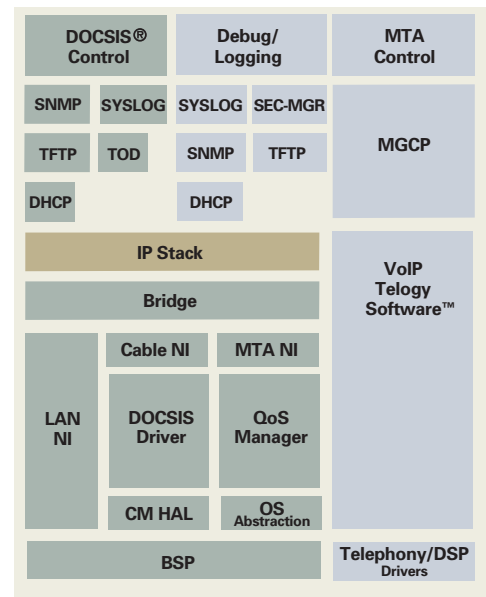 DOCSIS®
Control
Debug/
Logging
MTA
Control
SNMP
SYSLOG
SYSLOG
SEC-MGR
MGCP
TFTP
TOD
SNMP
TFTP
DHCP
DHCP
IP Stack
VoIP
Telogy
Software™
Bridge
Cable NI
MTA NI
LAN
NI
DOCSIS
Driver
QoS
Manager
CM HAL
OS
Abstraction
BSP
Telephony/DSP
Drivers